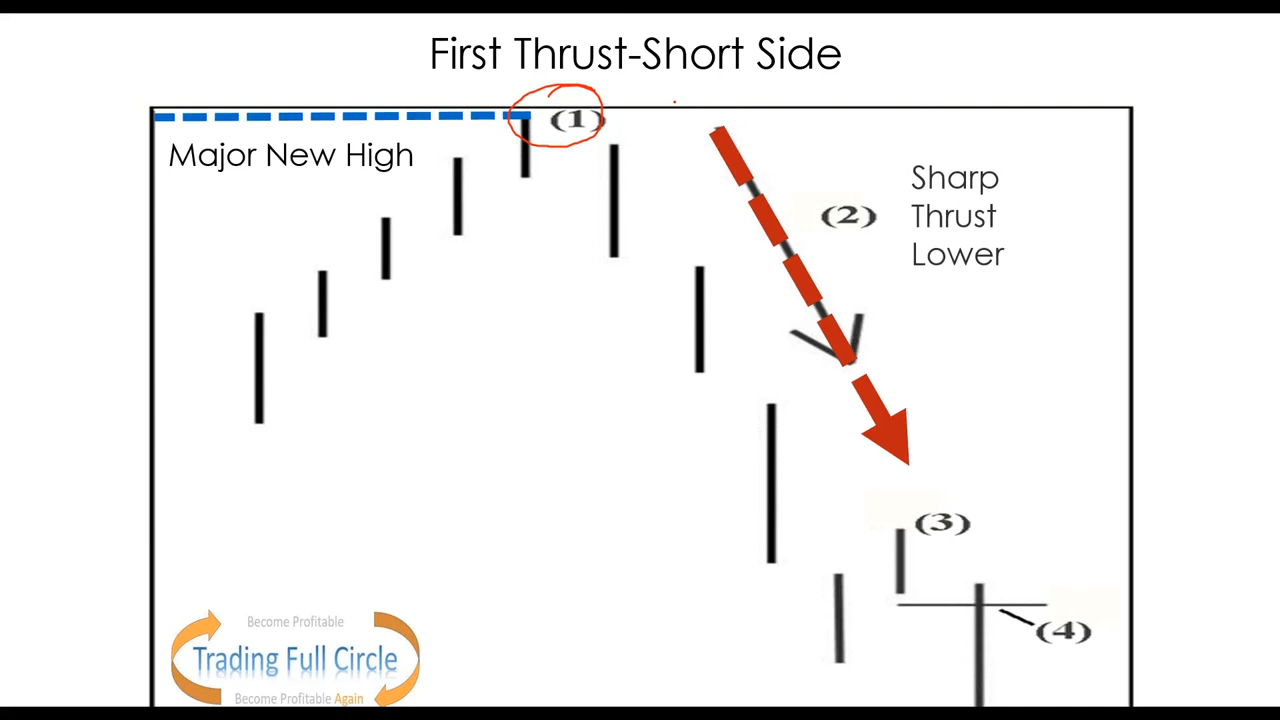 First Thrust-Short Side
(1)
Major New High
(2)
Sharp
Thrust
Lower
(3)
(4)
Become Profitable
Trading Full Circle
Become Profitable Again